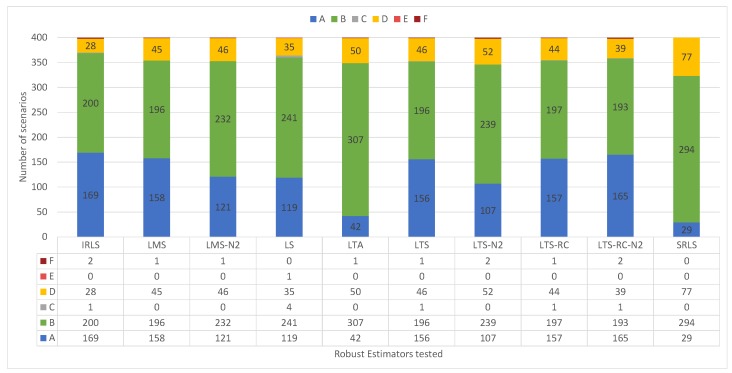 A B C D E F
400 28 45 46 35 50 46 52 44 39 77
350
300
250
200 200 196 232 241 307 196 239 197 193 294
150
100 169 158 121 119 42 156 107 157 165 29
50
0
Number of scenarios
IRLS LMS LMS-N2 LS LTA LTS LTS-N2 LTS-RC LTS-RC-N2 SRLS
F 2 1 1 0 1 1 2 1 2 0
E 0 0 0 1 0 0 0 0 0 0
D 28 45 46 35 50 46 52 44 39 77
C 1 0 0 4 0 1 0 1 1 0
B 200 196 232 241 307 196 239 197 193 294
A 169 158 121 119 42 156 107 157 165 29
Robust Estimators tested